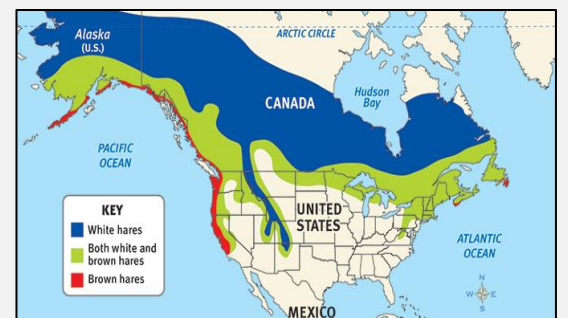 Alaska
(U.S.)
ARCTIC CIRCLE
CANADA
Hudson
Bay
PACIFIC
OCEAN
KEY
White hares
Both white and
brown hares
Brown hares
UNITED
STATES
ATLANTIC
OCEAN
N
W E
S
MEXICO